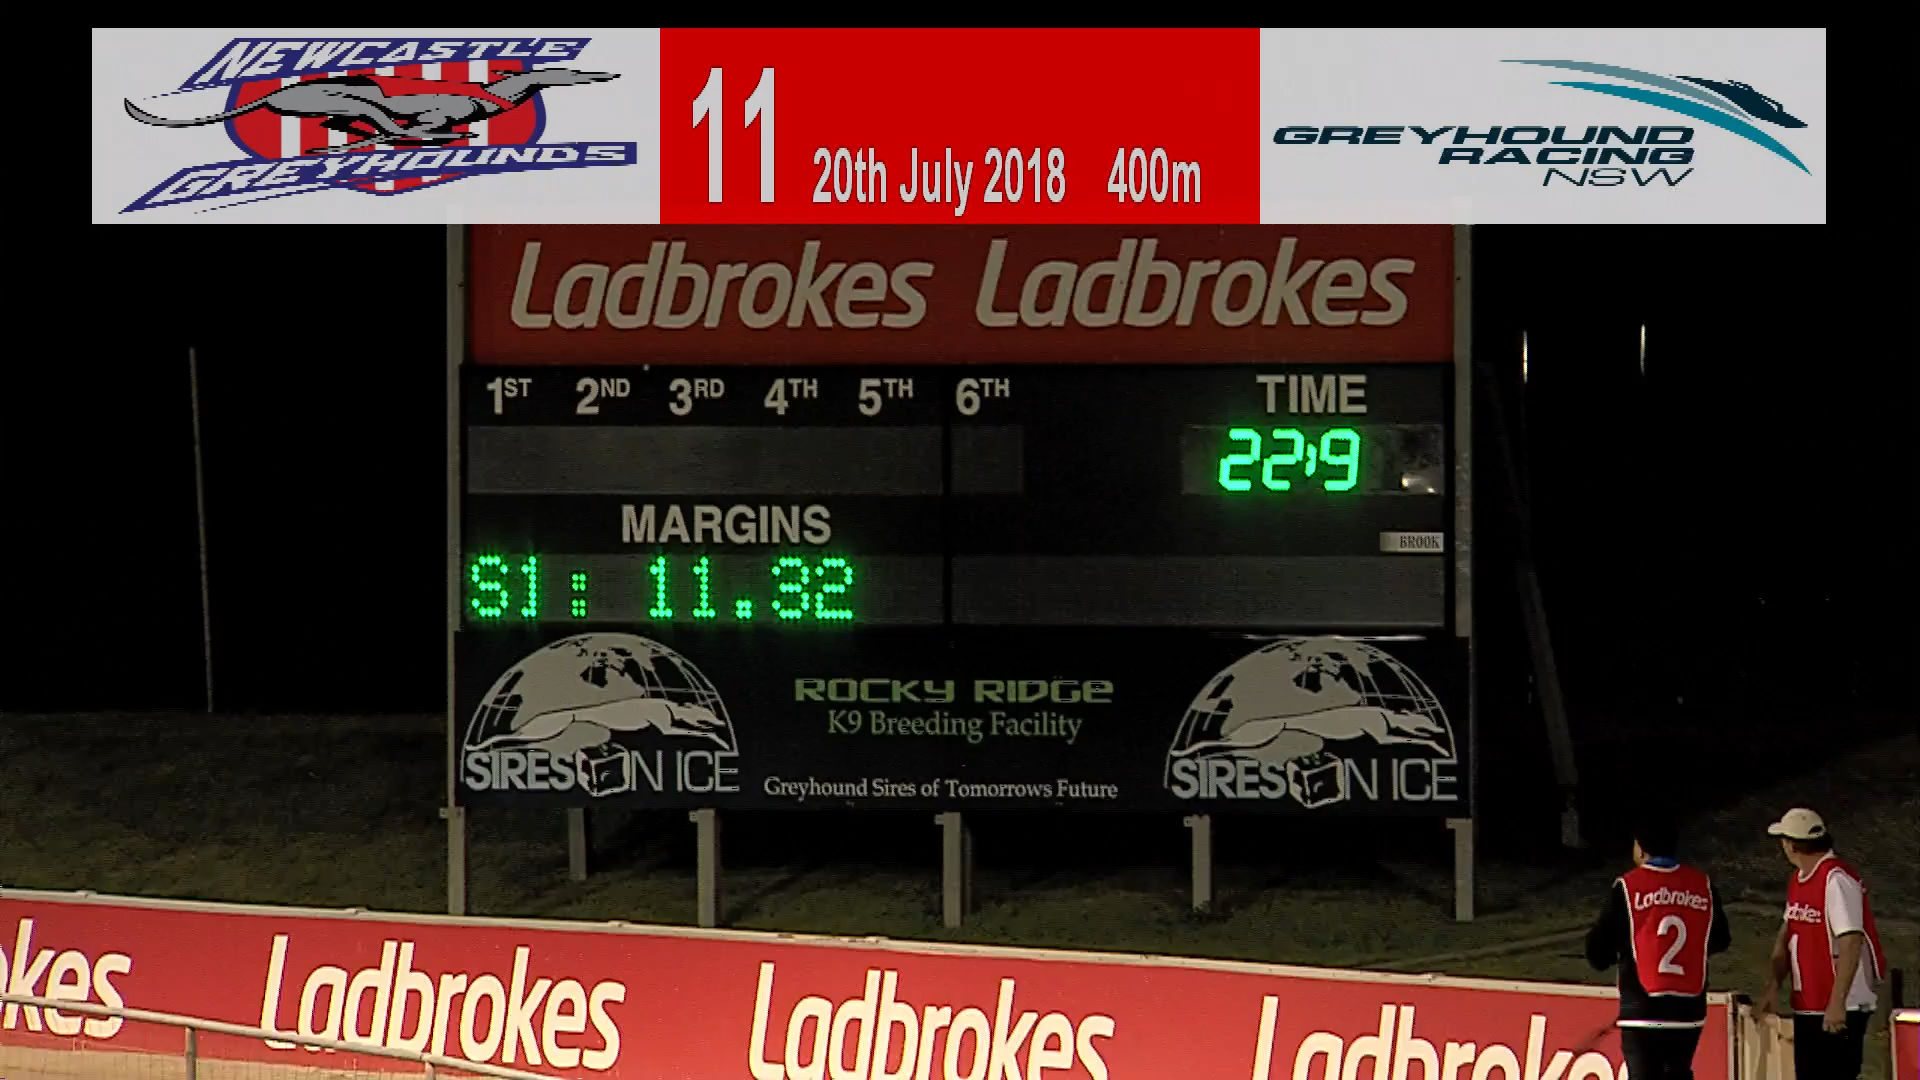 NEWCASTLE
GREYHOUNDS
11 20th July 2018 400m
GREYHOUND
RACING
NSW
Ladbrokes Ladbrokes
1ST 2ND 3RD 4TH 5TH 6TH TIME
22:9
MARGINS
BROOK
S1: 11.32
ROCKY RIDGE
K9 Breeding Facility
SIRES ON ICE
Greyhound Sires of Tomorrows Future
SIRES ON ICE
Ladbrokes
2
1
kes Ladbrokes Ladbrokes Ladbrokes